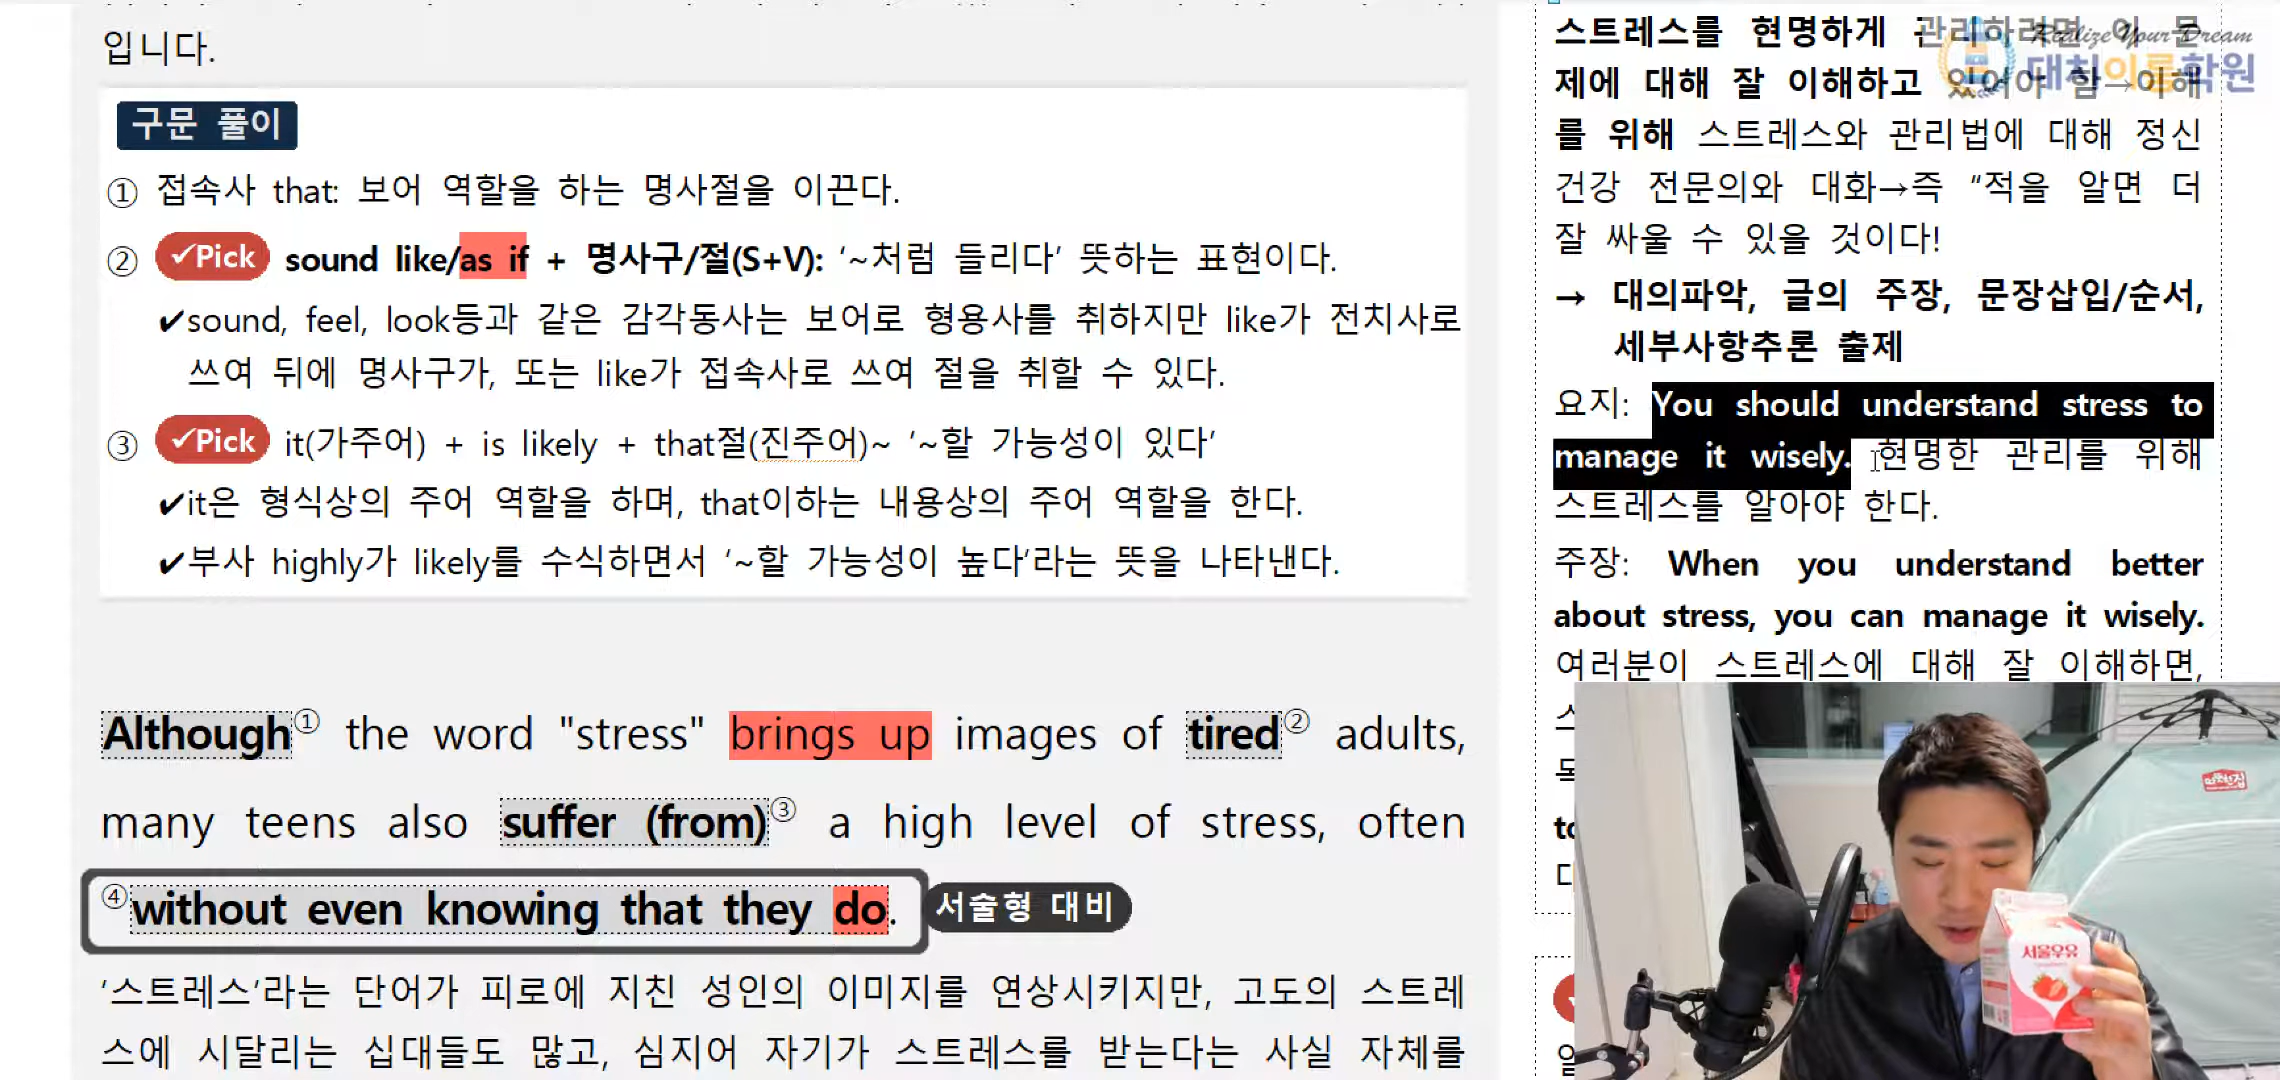 입니다.
구문 풀이
① 접속사 that: 보어 역할을 하는 명사절을 이끈다.
② ✓Pick sound like/as if + 명사구/절(S+V): ‘~처럼 들리다’ 뜻하는 표현이다.
✔sound, feel, look등과 같은 감각동사는 보어로 형용사를 취하지만 like가 전치사로
쓰여 뒤에 명사구가, 또는 like가 접속사로 쓰여 절을 취할 수 있다.
③ ✓Pick it(가주어) + is likely + that절(진주어)~ ‘~할 가능성이 있다’
✔it은 형식상의 주어 역할을 하며, that이하는 내용상의 주어 역할을 한다.
✔부사 highly가 likely를 수식하면서 ‘~할 가능성이 높다’라는 뜻을 나타낸다.
Although① the word "stress" brings up images of tired② adults,
many teens also suffer (from)③ a high level of stress, often
④without even knowing that they do. 서술형 대비
‘스트레스’라는 단어가 피로에 지친 성인의 이미지를 연상시키지만, 고도의 스트레
스에 시달리는 십대들도 많고, 심지어 자기가 스트레스를 받는다는 사실 자체를
스트레스를 현명하게 관리하려면 이 문
제에 대해 잘 이해하고 있어야 함→이해
를 위해 스트레스와 관리법에 대해 정신
건강 전문의와 대화→즉 “적을 알면 더
잘 싸울 수 있을 것이다!
→ 대의파악, 글의 주장, 문장삽입/순서,
세부사항추론 출제
요지: You should understand stress to
manage it wisely. 현명한 관리를 위해
스트레스를 알아야 한다.
주장: When you understand better
about stress, you can manage it wisely.
여러분이 스트레스에 대해 잘 이해하면,
Realize Your Dream
대치이룸학원
서울우유